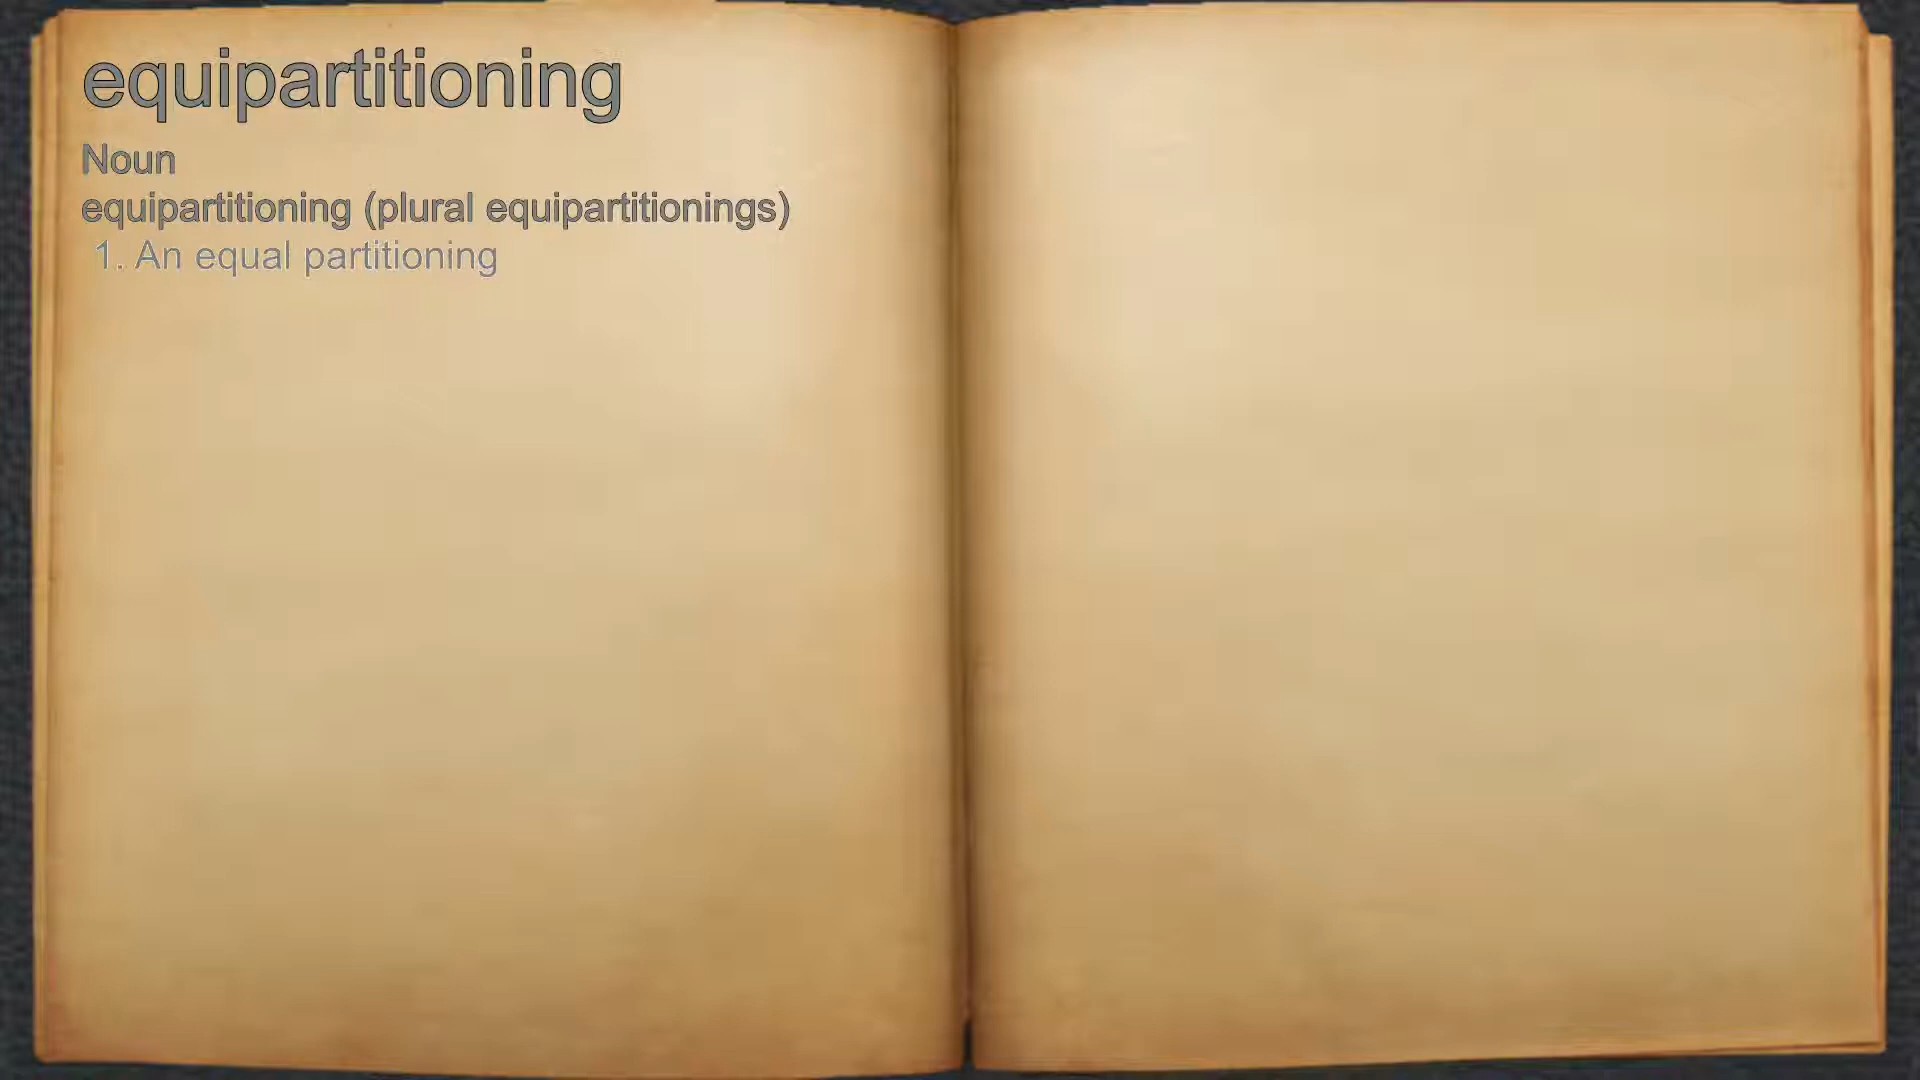 equipartitioning
Noun
equipartitioning (plural equipartitionings)
1. An equal partitioning